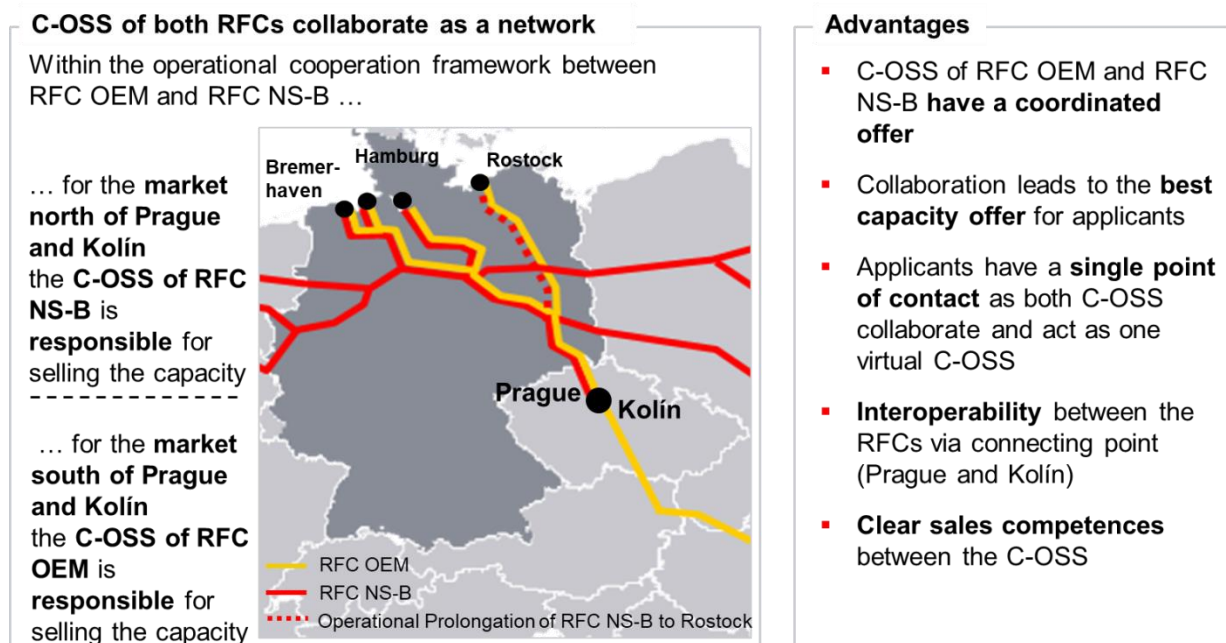 C-OSS of both RFCs collaborate as a network
Within the operational cooperation framework between
RFC OEM and RFC NS-B …
… for the market
north of Prague
and Kolín
the C-OSS of RFC
NS-B is
responsible for
selling the capacity
… for the market
south of Prague
and Kolín
the C-OSS of RFC
OEM is
responsible for
selling the capacity
Bremer-
haven
Hamburg
Rostock
Prague
Kolín
RFC OEM
RFC NS-B
Operational Prolongation of RFC NS-B to Rostock
Advantages
C-OSS of RFC OEM and RFC
NS-B have a coordinated
offer
Collaboration leads to the best
capacity offer for applicants
Applicants have a single point
of contact as both C-OSS
collaborate and act as one
virtual C-OSS
Interoperability between the
RFCs via connecting point
(Prague and Kolín)
Clear sales competences
between the C-OSS